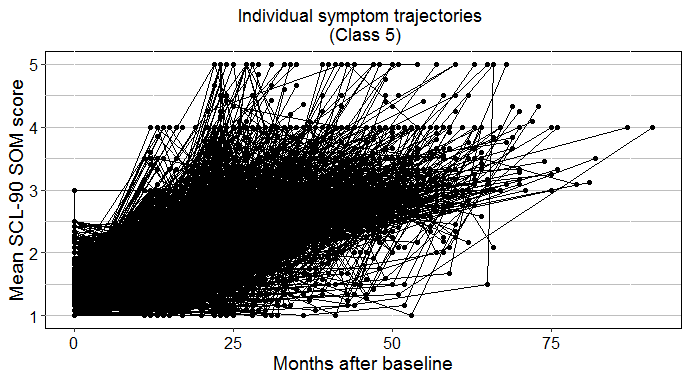 Individual symptom trajectories
(Class 5)
Mean SCL-90 SOM score
5
4
3
2
1
0
25
50
75
Months after baseline